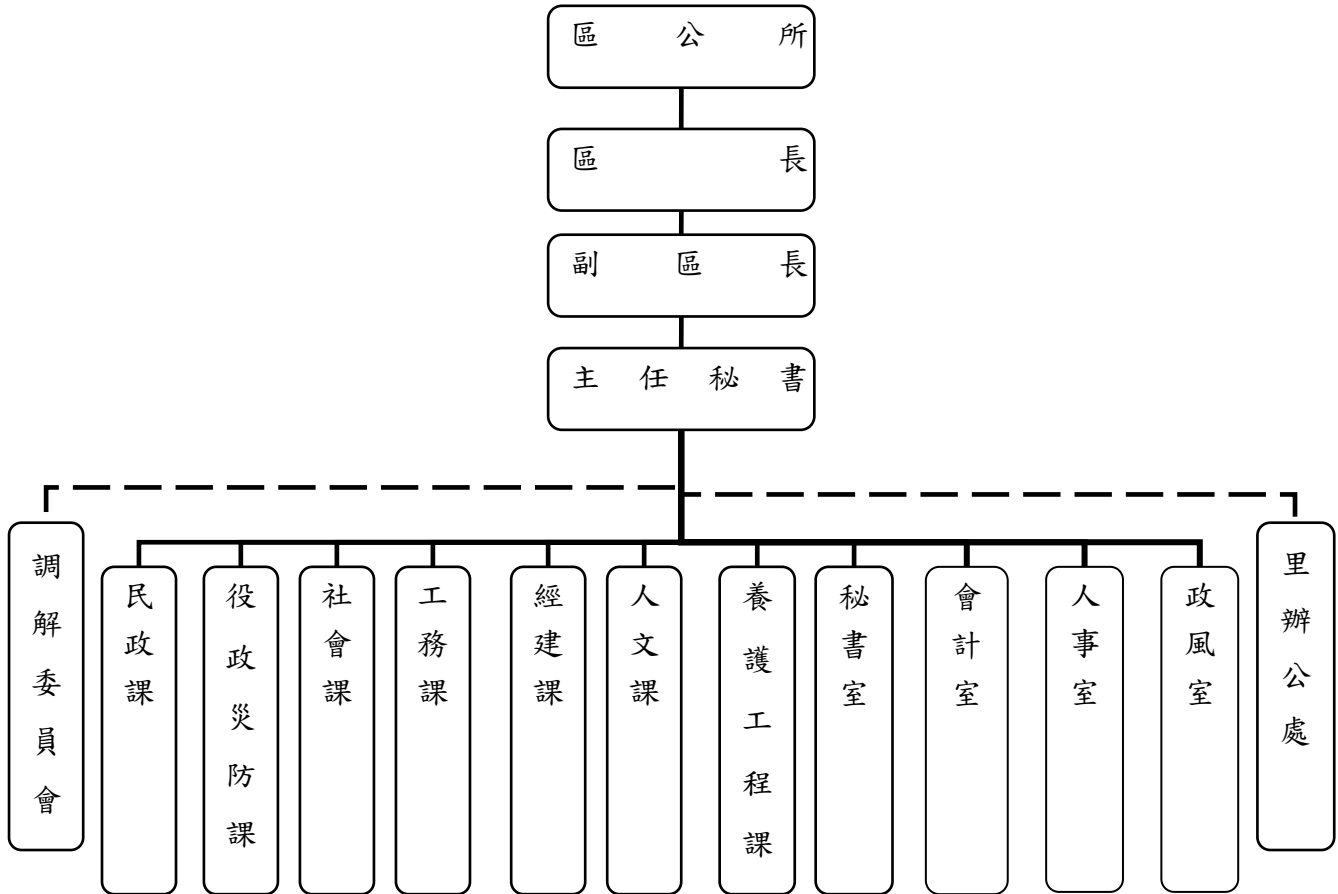 區公所
區長
副區長
主任秘書
調解委員會
民政課
役政災防課
社會課
工務課
經建課
人文課
養護工程課
秘書室
會計室
人事室
政風室
里辦公處